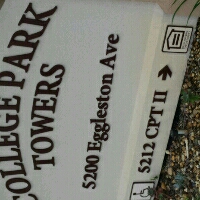 COLLEGE PARK
TOWERS
5200 Eggleston Ave
5212 CPT II →